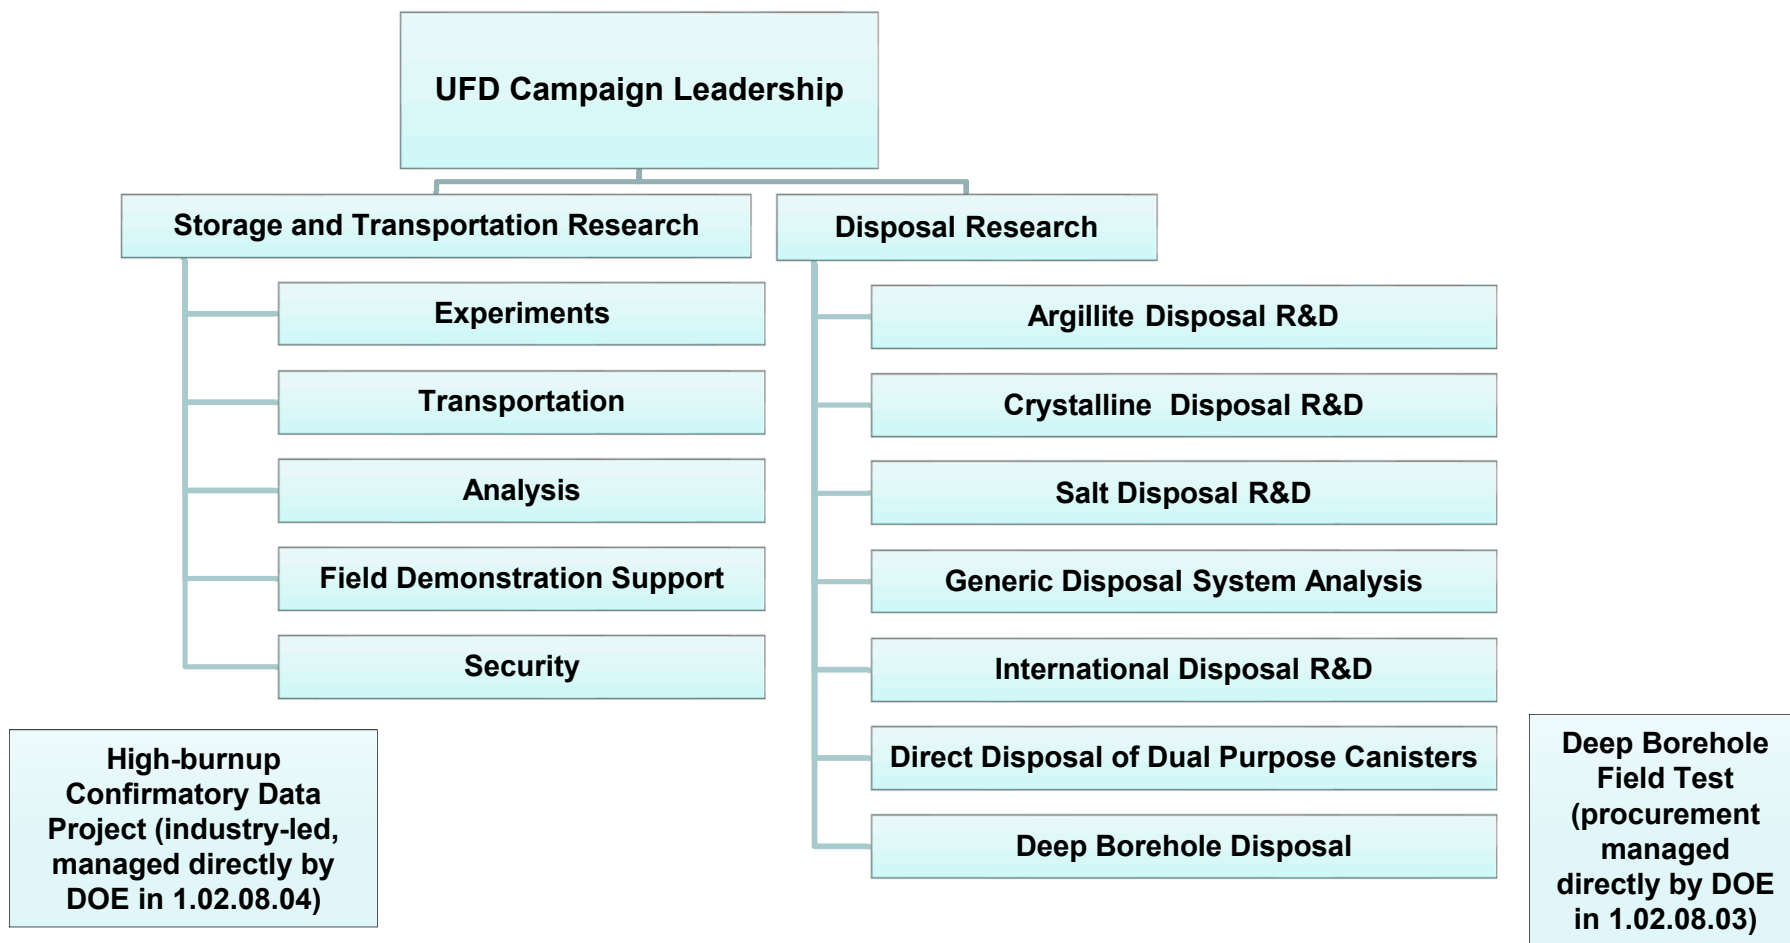 UFD Campaign Leadership
Storage and Transportation Research
Experiments
Transportation
Analysis
Field Demonstration Support
Security
Disposal Research
Argillite Disposal R&D
Crystalline Disposal R&D
Salt Disposal R&D
Generic Disposal System Analysis
International Disposal R&D
Direct Disposal of Dual Purpose Canisters
Deep Borehole Disposal
High-burnup
Confirmatory Data
Project (industry-led,
managed directly by
DOE in 1.02.08.04)
Deep Borehole
Field Test
(procurement
managed
directly by DOE
in 1.02.08.03)